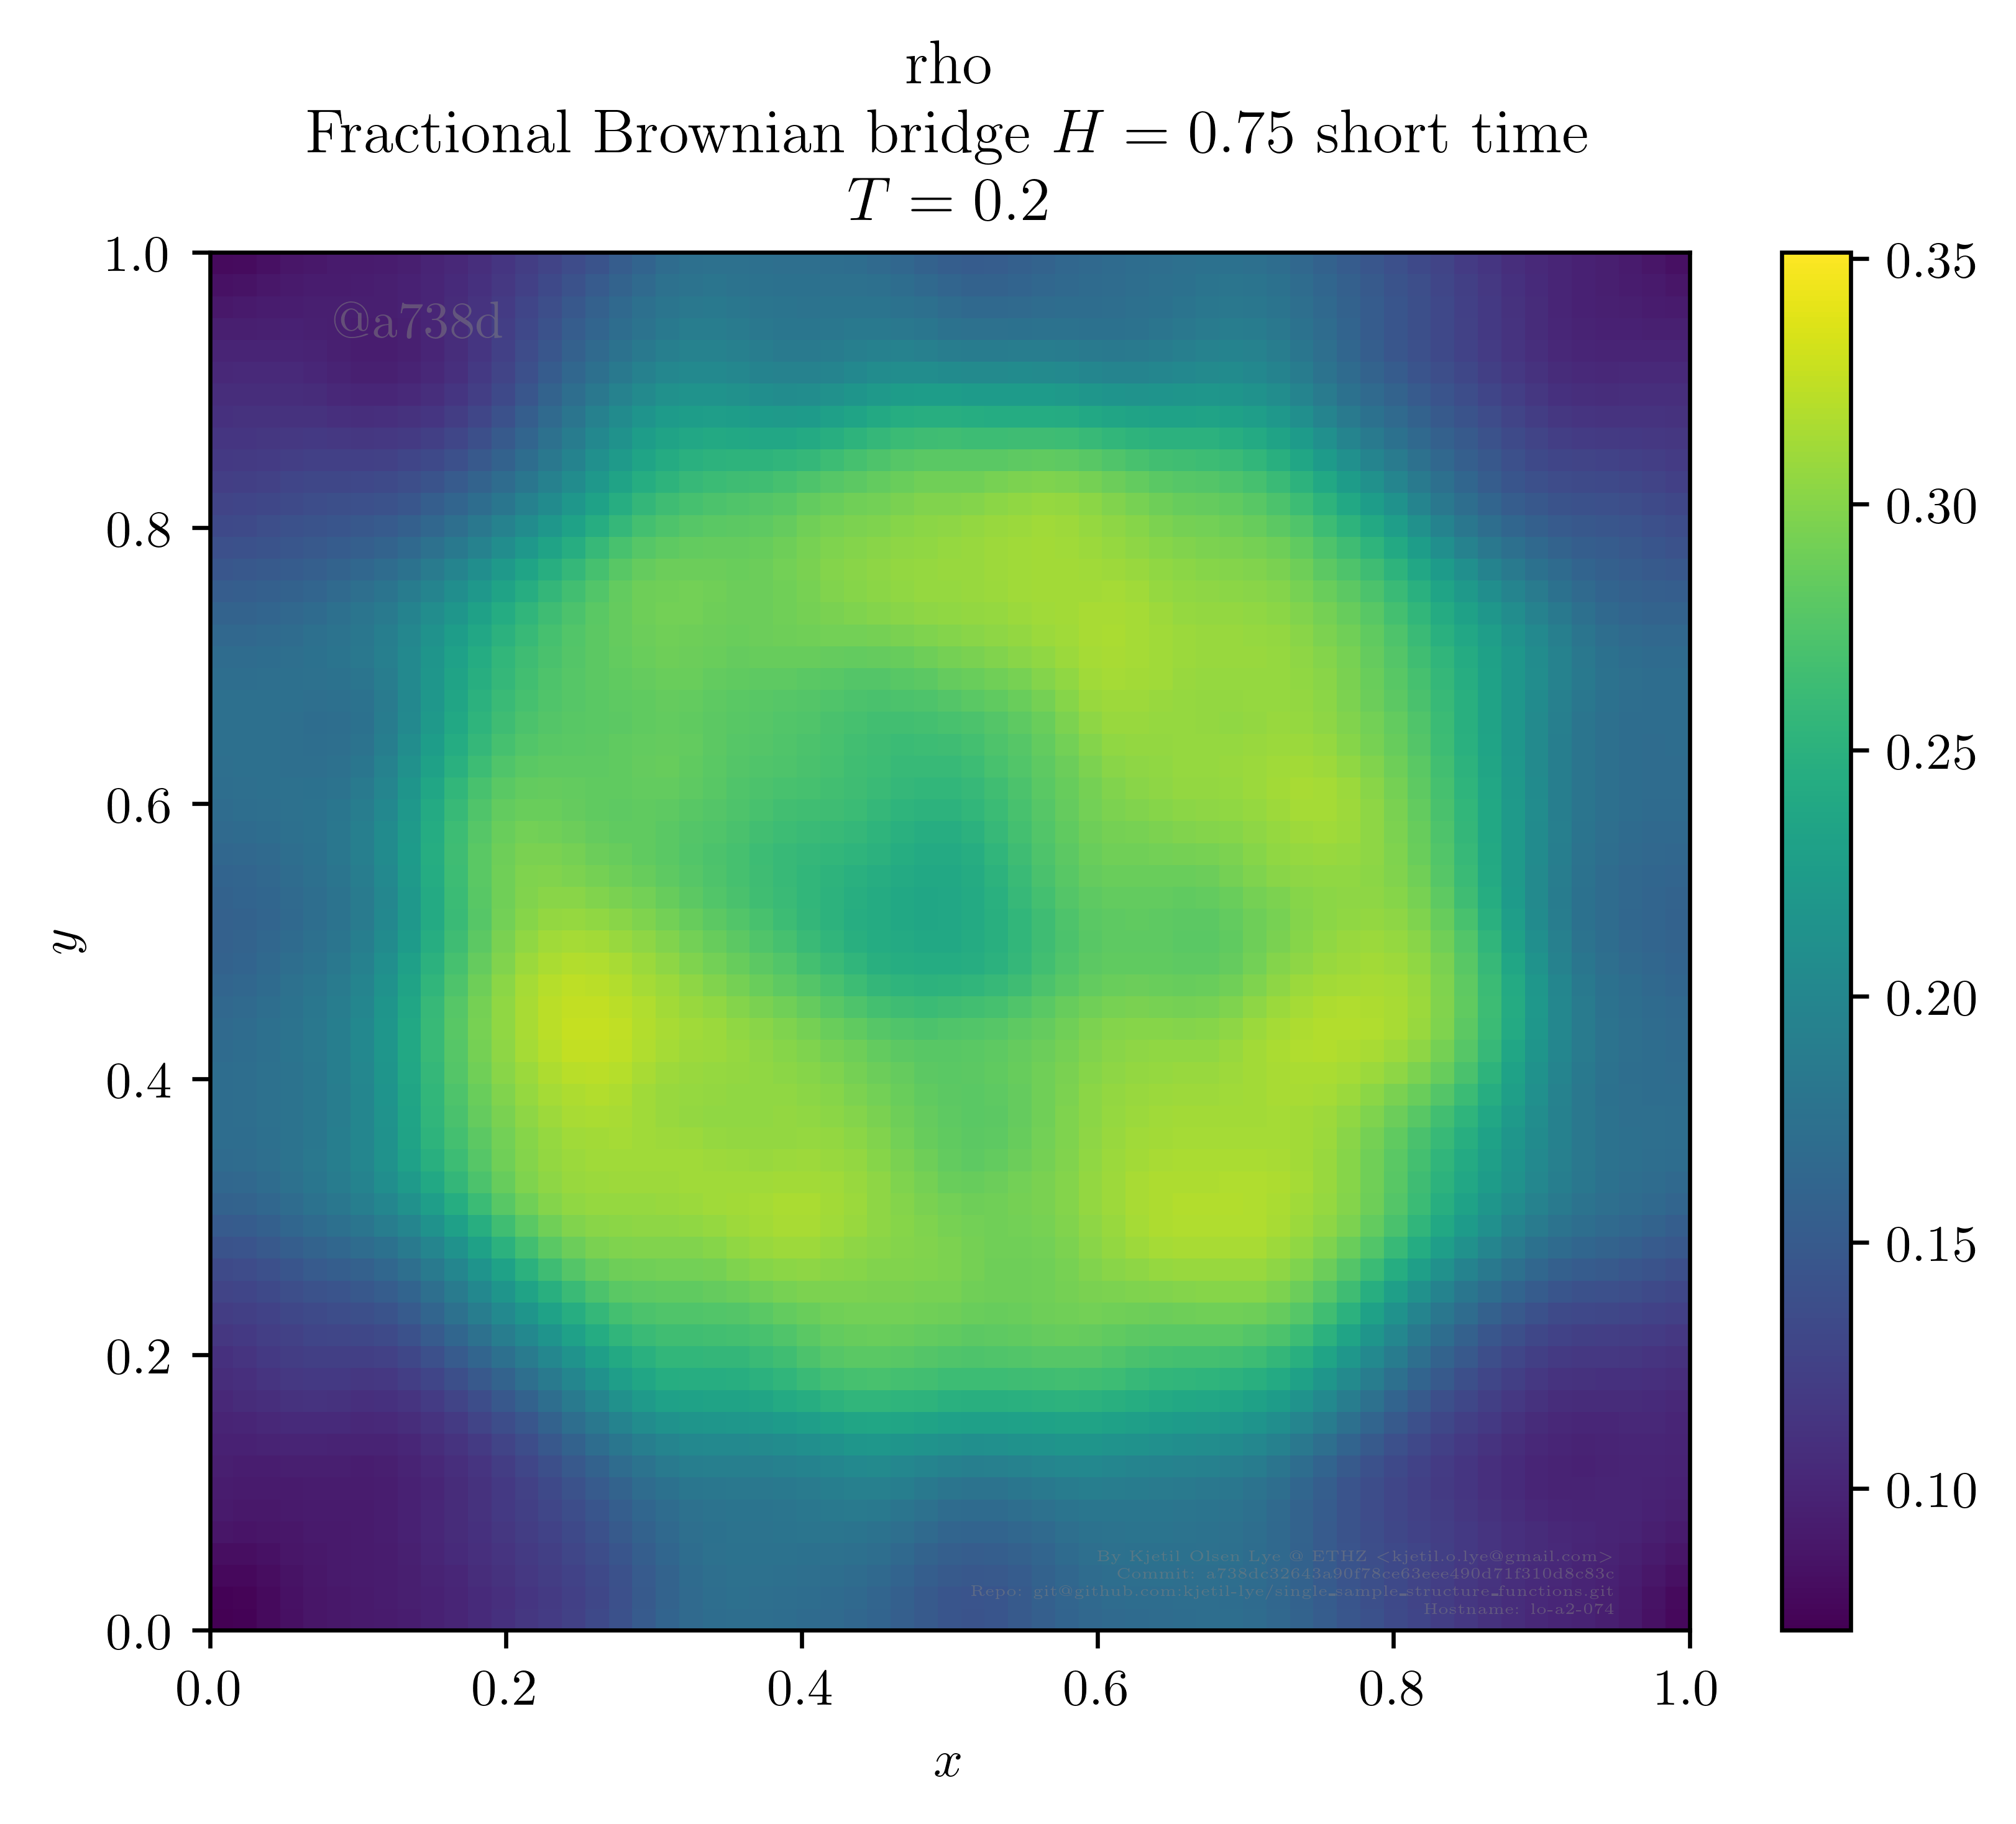 rho
Fractional Brownian bridge H = 0.75 short time
T = 0.2
@a738d
1.0
0.8
0.6
0.4
0.2
0.0
y
0.0 0.2 0.4 0.6 0.8 1.0
x
0.35
0.30
0.25
0.20
0.15
0.10
By Kjetil Olsen Lye @ ETHZ <kjetil.o.lye@gmail.com>
Commit: a738dc32643a90f78ce63eee490d71f310d8c83c
Repo: git@github.com:kjetil-lye/single_sample_structure_functions.git
Hostname: lo-a2-074